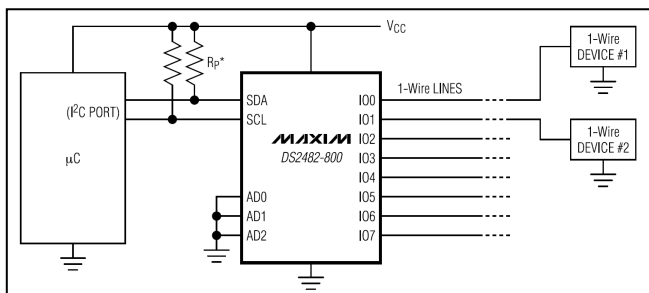 VCC
RP*
(I²C PORT)
µC
SDA
SCL
AD0
AD1
AD2
MAXIM
DS2482-800
IO0
IO1
IO2
IO3
IO4
IO5
IO6
IO7
1-Wire LINES
1-Wire
DEVICE #1
1-Wire
DEVICE #2